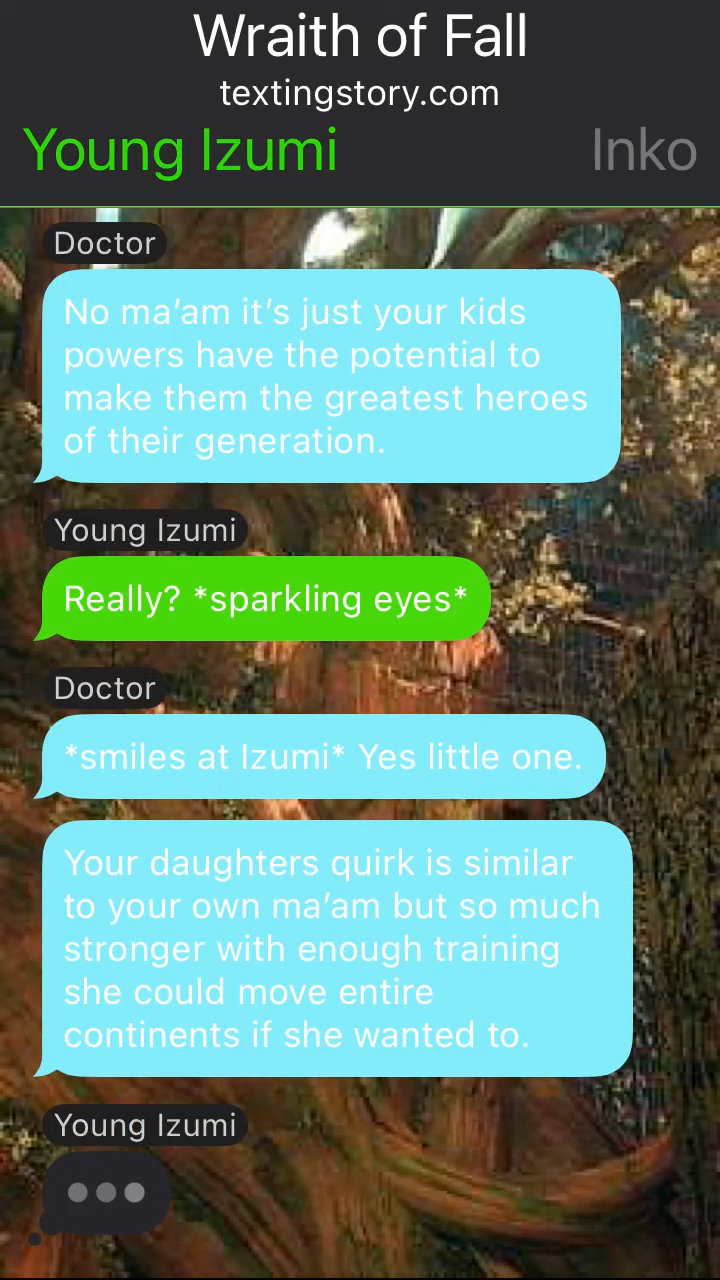 Wraith of Fall
textingstory.com
Young Izumi
Inko
Doctor
No ma’am it’s just your kids
powers have the potential to
make them the greatest heroes
of their generation.
Young Izumi
Really? *sparkling eyes*
Doctor
*smiles at Izumi* Yes little one.
Your daughters quirk is similar
to your own ma’am but so much
stronger with enough training
she could move entire
continents if she wanted to.
Young Izumi